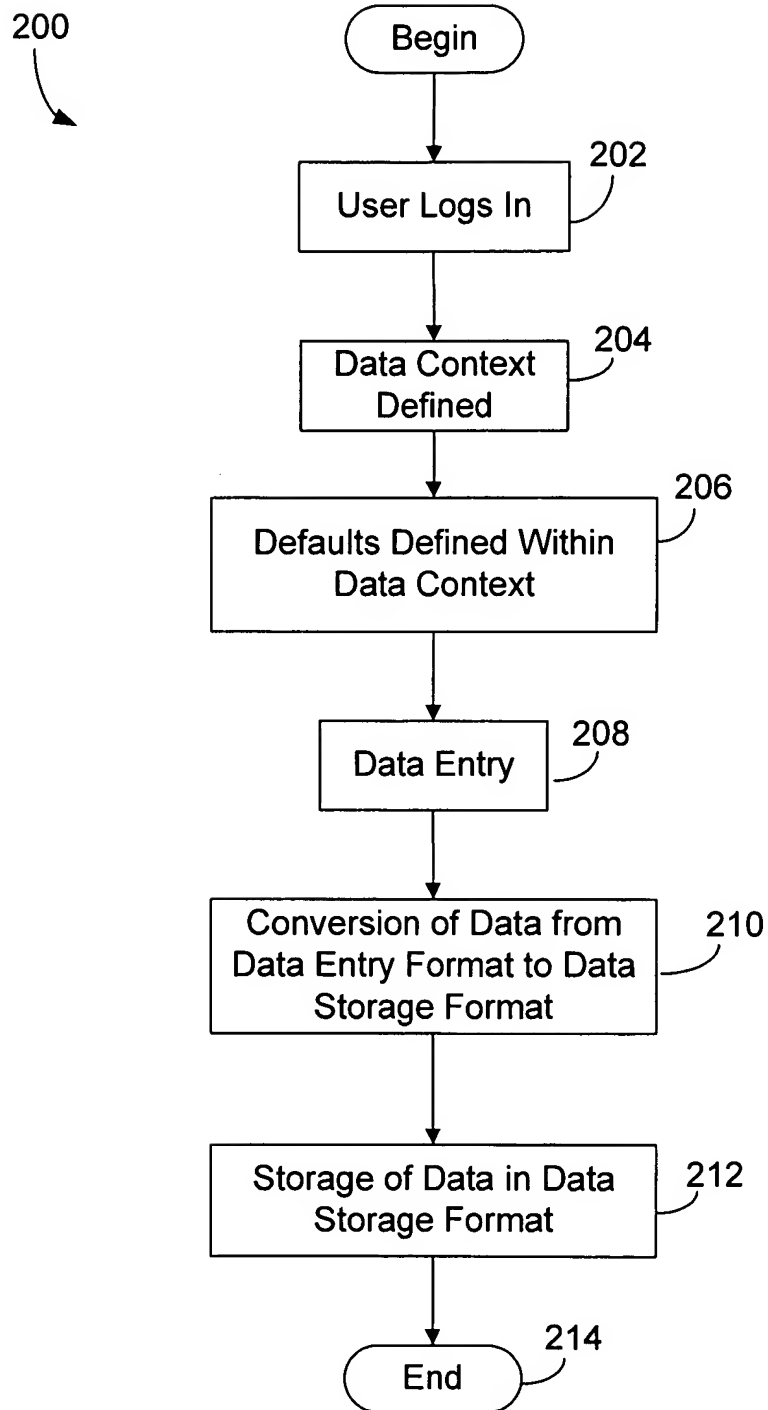 200
Begin
202
User Logs In
204
Data Context
Defined
206
Defaults Defined Within
Data Context
208
Data Entry
Conversion of Data from
210
Data Entry Format to Data
Storage Format
Storage of Data in Data
212
Storage Format
214
End